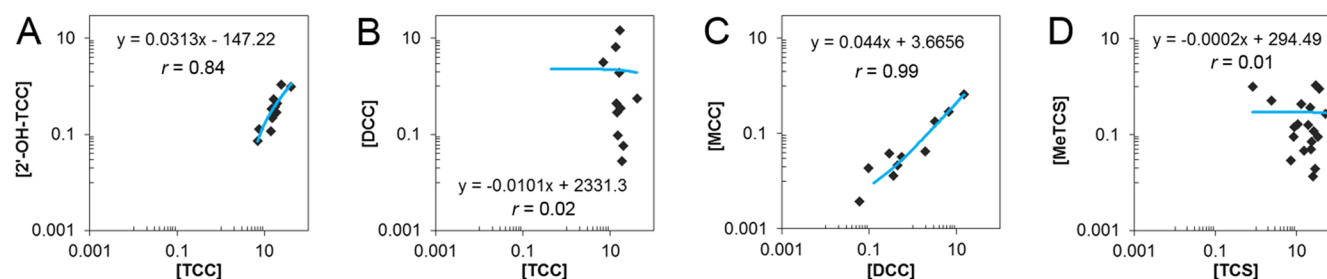 A
y = 0.0313x - 147.22
r = 0.84
[2'-OH-TCC]
10
0.1
0.001
0.001
0.1
10
[TCC]
B
[DCC]
10
0.1
y = -0.0101x + 2331.3
r = 0.02
0.001
0.001
0.1
10
[TCC]
C
y = 0.044x + 3.6656
r = 0.99
[MCC]
10
0.1
0.001
0.001
0.1
10
[DCC]
D
y = -0.0002x + 294.49
r = 0.01
[MeTCS]
10
0.1
0.001
0.001
0.1
10
[TCS]